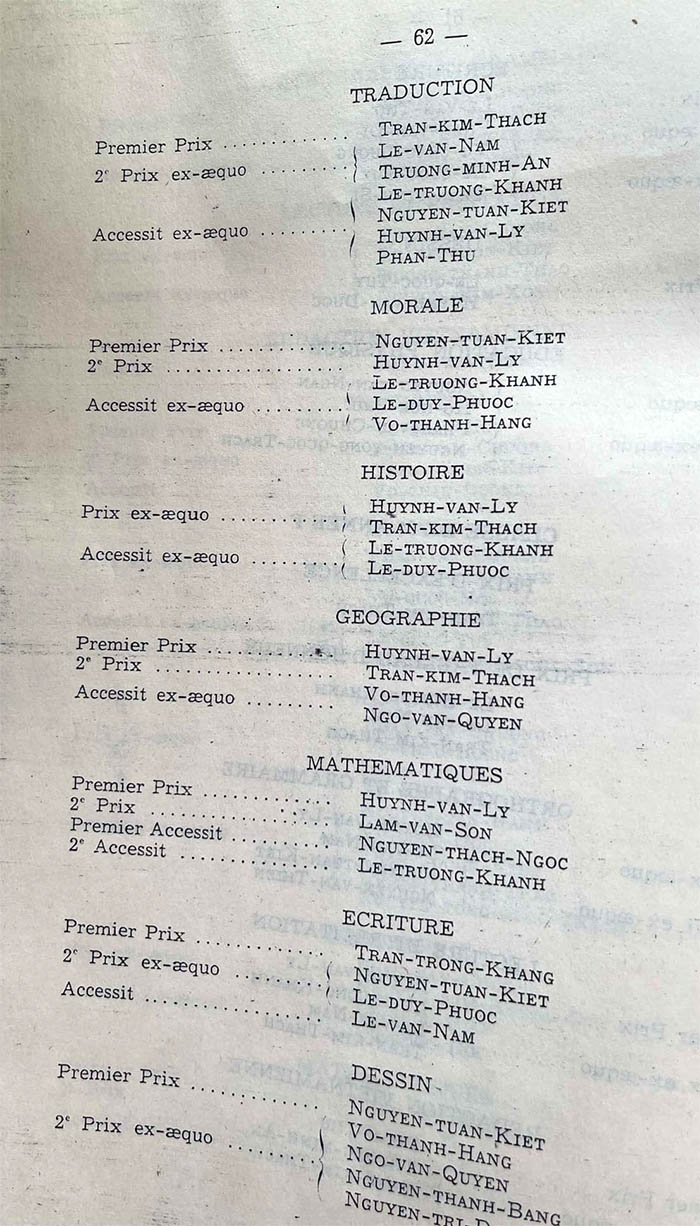 — 62 —
TRADUCTION
Premier Prix .......... TRAN-KIM-THACH
2e Prix ex-æquo .......... LE-VAN-NAM
TRUONG-MINH-AN
LE-TRUONG-KHANH
Accessit ex-æquo .......... NGUYEN-TUAN-KIET
HUYNH-VAN-LY
PHAN-THU
MORALE
Premier Prix .......... NGUYEN-TUAN-KIET
2e Prix .......... HUYNH-VAN-LY
LE-TRUONG-KHANH
Accessit ex-æquo .......... LE-DUY-PHUOC
VO-THANH-HANG
HISTOIRE
Prix ex-æquo .......... HUYNH-VAN-LY
TRAN-KIM-THACH
Accessit ex-æquo .......... LE-TRUONG-KHANH
LE-DUY-PHUOC
GEOGRAPHIE
Premier Prix .......... HUYNH-VAN-LY
2e Prix .......... TRAN-KIM-THACH
Accessit ex-æquo .......... VO-THANH-HANG
NGO-VAN-QUYEN
MATHEMATIQUES
Premier Prix .......... HUYNH-VAN-LY
2e Prix .......... LAM-VAN-SON
Premier Accessit .......... NGUYEN-THACH-NGOC
2e Accessit .......... LE-TRUONG-KHANH
ECRITURE
Premier Prix .......... TRAN-TRONG-KHANG
2e Prix ex-æquo .......... NGUYEN-TUAN-KIET
LE-DUY-PHUOC
Accessit .......... LE-VAN-NAM
DESSIN
Premier Prix .......... NGUYEN-TUAN-KIET
2e Prix ex-æquo .......... VO-THANH-HANG
NGO-VAN-QUYEN
NGUYEN-THANH-BANG
NGUYEN-TRI-